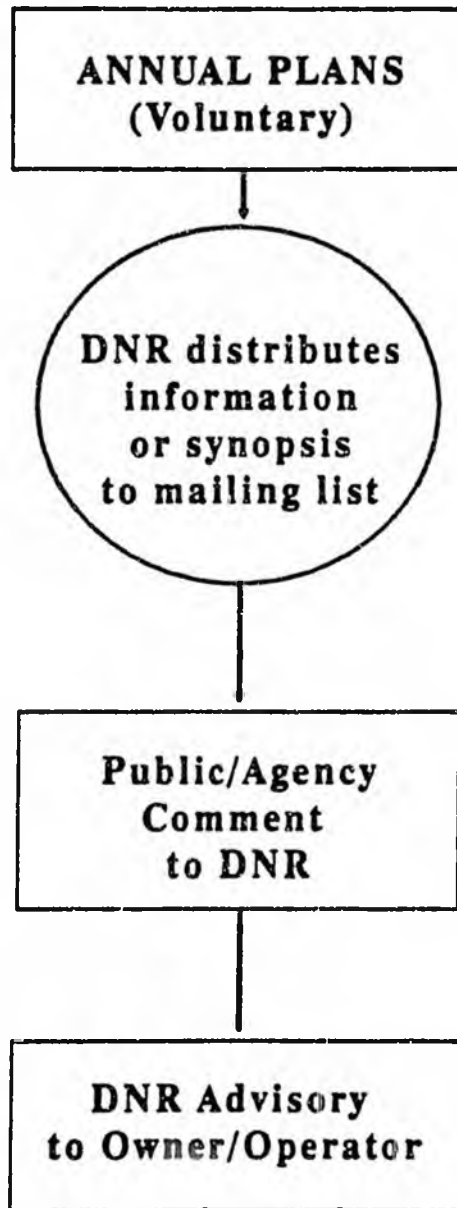 ANNUAL PLANS
(Voluntary)
DNR distributes
information
or synopsis
to mailing list
Public/Agency
Comment
to DNR
DNR Advisory
to Owner/Operator